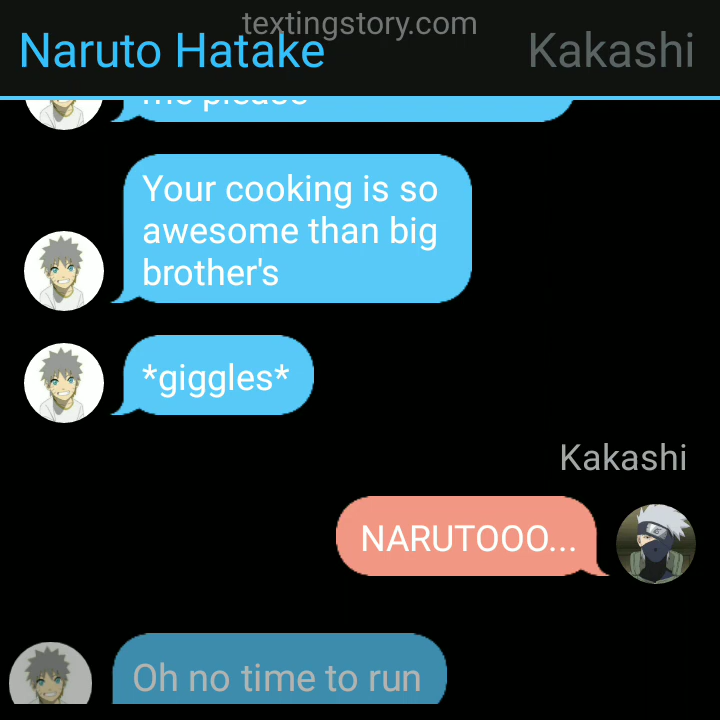 textingstory.com
Naruto Hatake
Kakashi
me please
Your cooking is so
awesome than big
brother's
*giggles*
Kakashi
NARUTOOO...
Oh no time to run